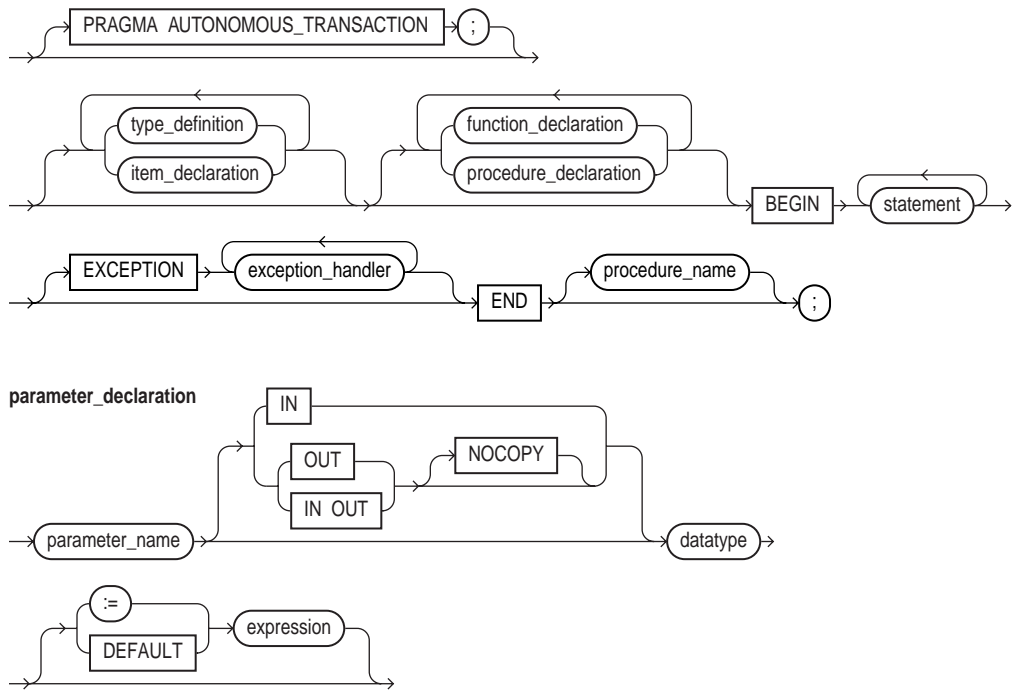 PRAGMA AUTONOMOUS_TRANSACTION ;
type_definition function_declaration
item_declaration procedure_declaration
BEGIN statement
EXCEPTION exception_handler procedure_name
END ;
parameter_declaration
IN
OUT NOCOPY
IN OUT
parameter_name datatype
:=
expression
DEFAULT